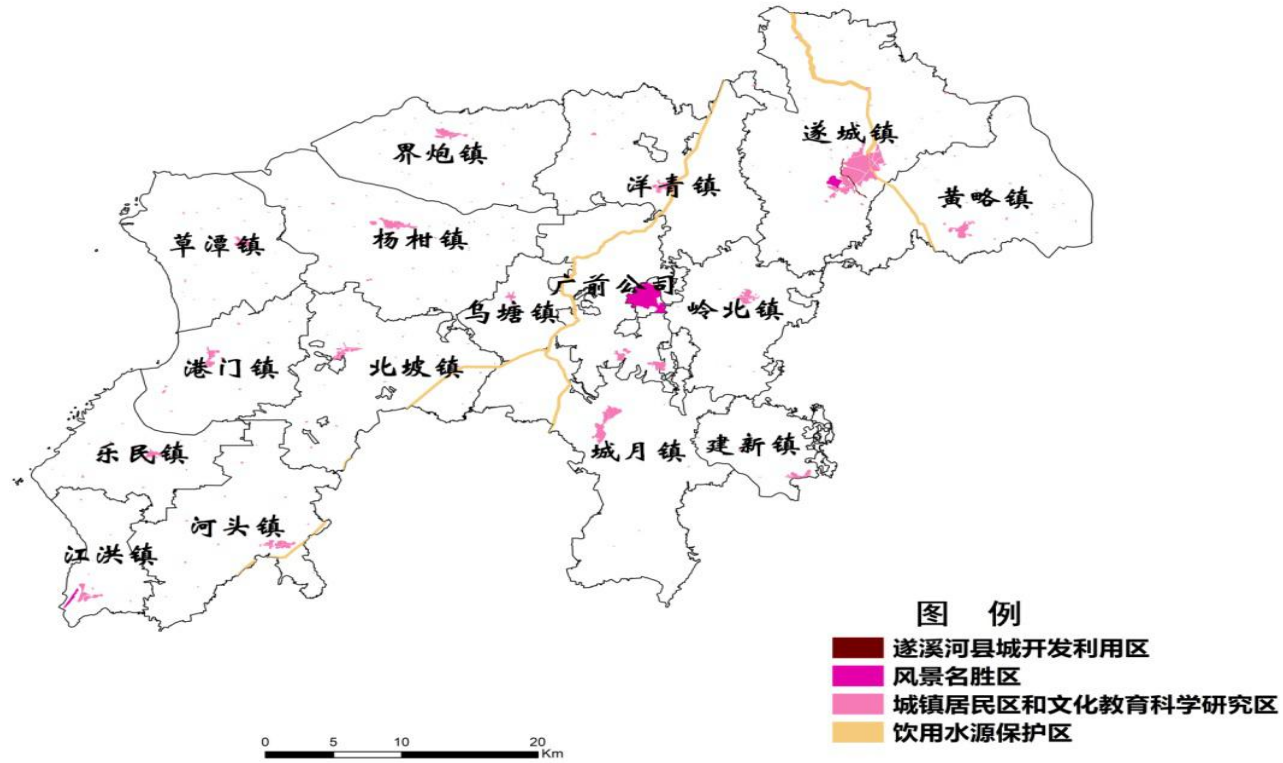 遂城镇
界炮镇
洋青镇
黄略镇
草潭镇
杨柑镇
广前公司
乌塘镇
岭北镇
港门镇
北坡镇
乐民镇
城月镇
建新镇
河头镇
江洪镇
图 例
遂溪河县城开发利用区
风景名胜区
城镇居民区和文化教育科学研究区
饮用水源保护区
0 5 10 20
Km